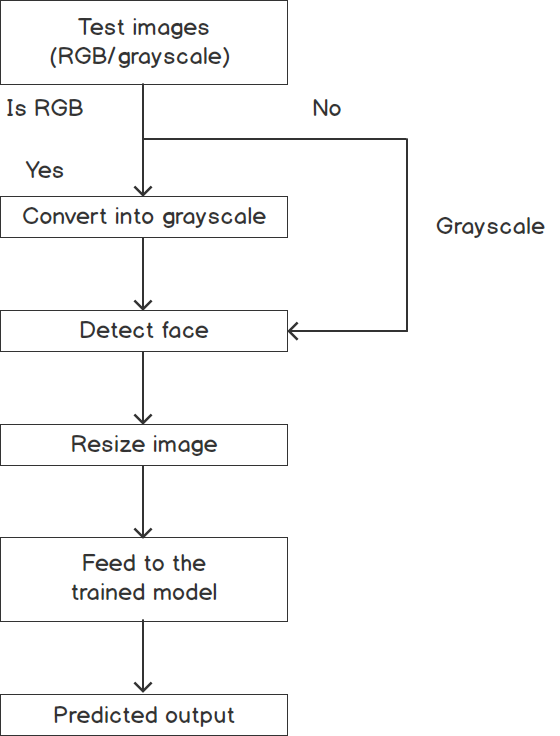 Test images
(RGB/grayscale)
Is RGB
No
Yes
Convert into grayscale
Grayscale
Detect face
Resize image
Feed to the
trained model
Predicted output